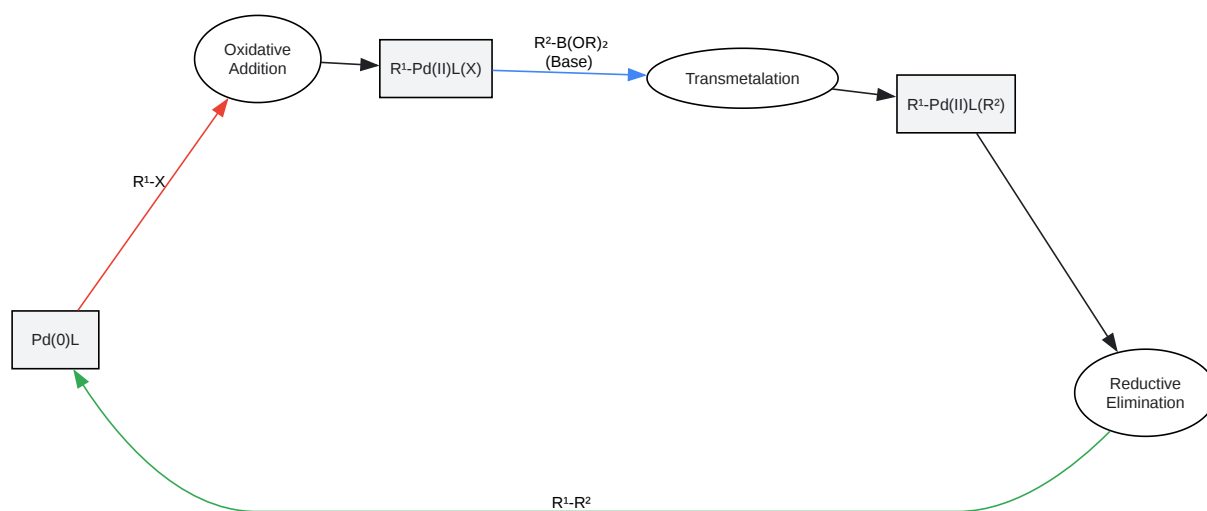 Oxidative
Addition
R¹-Pd(II)L(X)
R²-B(OR)₂
(Base)
Transmetalation
R¹-Pd(II)L(R²)
R¹-X
Pd(0)L
Reductive
Elimination
R¹-R²